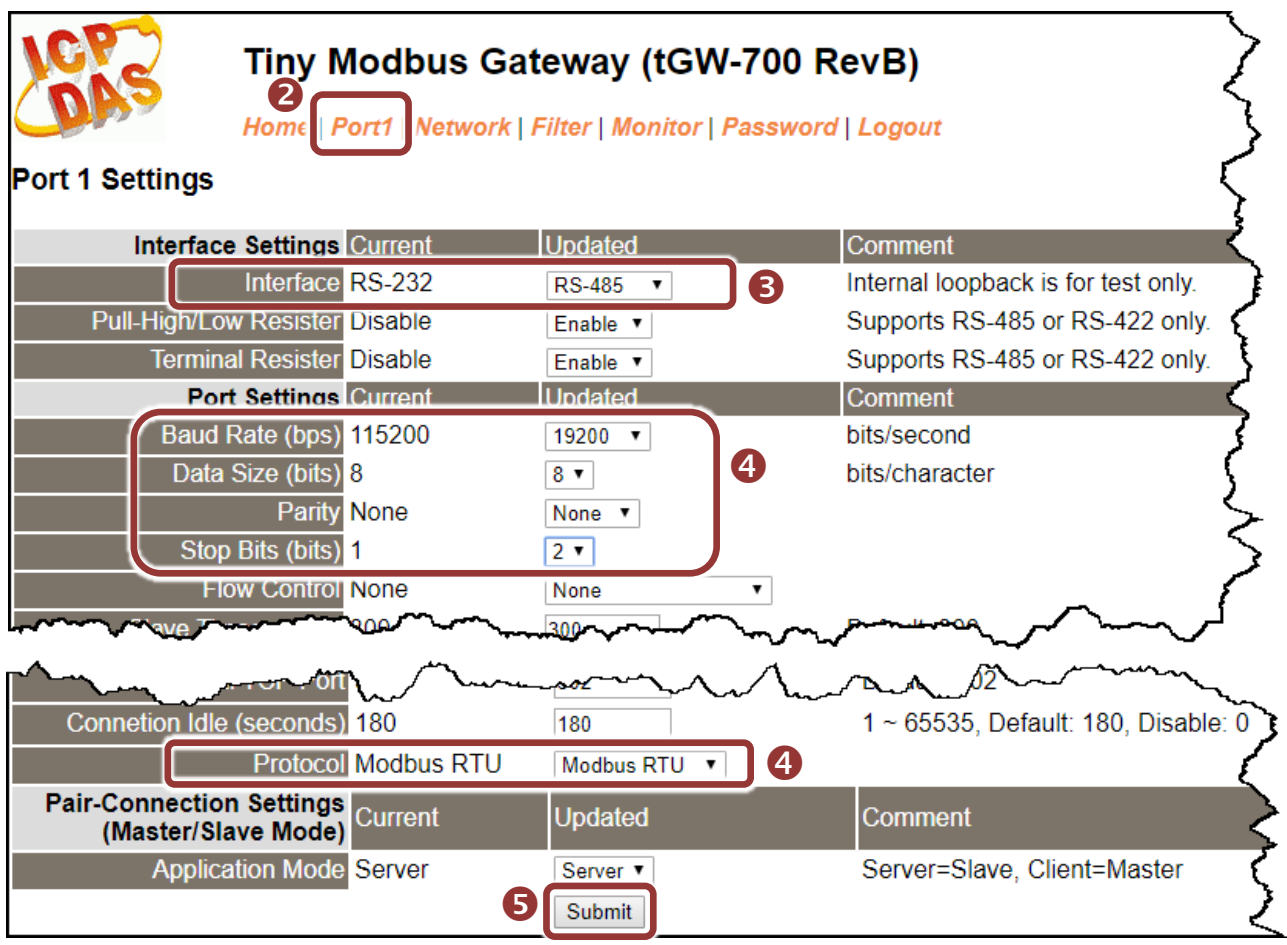 ICP
DAS
Tiny Modbus Gateway (tGW-700 RevB)
2
Home | Port1 | Network | Filter | Monitor | Password | Logout
Port 1 Settings
Interface Settings Current Updated Comment
Interface RS-232 RS-485 3 Internal loopback is for test only.
Pull-High/Low Resister Disable Enable Supports RS-485 or RS-422 only.
Terminal Resister Disable Enable Supports RS-485 or RS-422 only.
Port Settings Current Updated Comment
Baud Rate (bps) 115200 19200 bits/second
Data Size (bits) 8 8 4 bits/character
Parity None None
Stop Bits (bits) 1 2
Flow Control None None
Slave 300 300
Port
Connetion Idle (seconds) 180 180 1 ~ 65535, Default: 180, Disable: 0
Protocol Modbus RTU Modbus RTU 4
Pair-Connection Settings
(Master/Slave Mode) Current Updated Comment
Application Mode Server Server Server=Slave, Client=Master
5 Submit